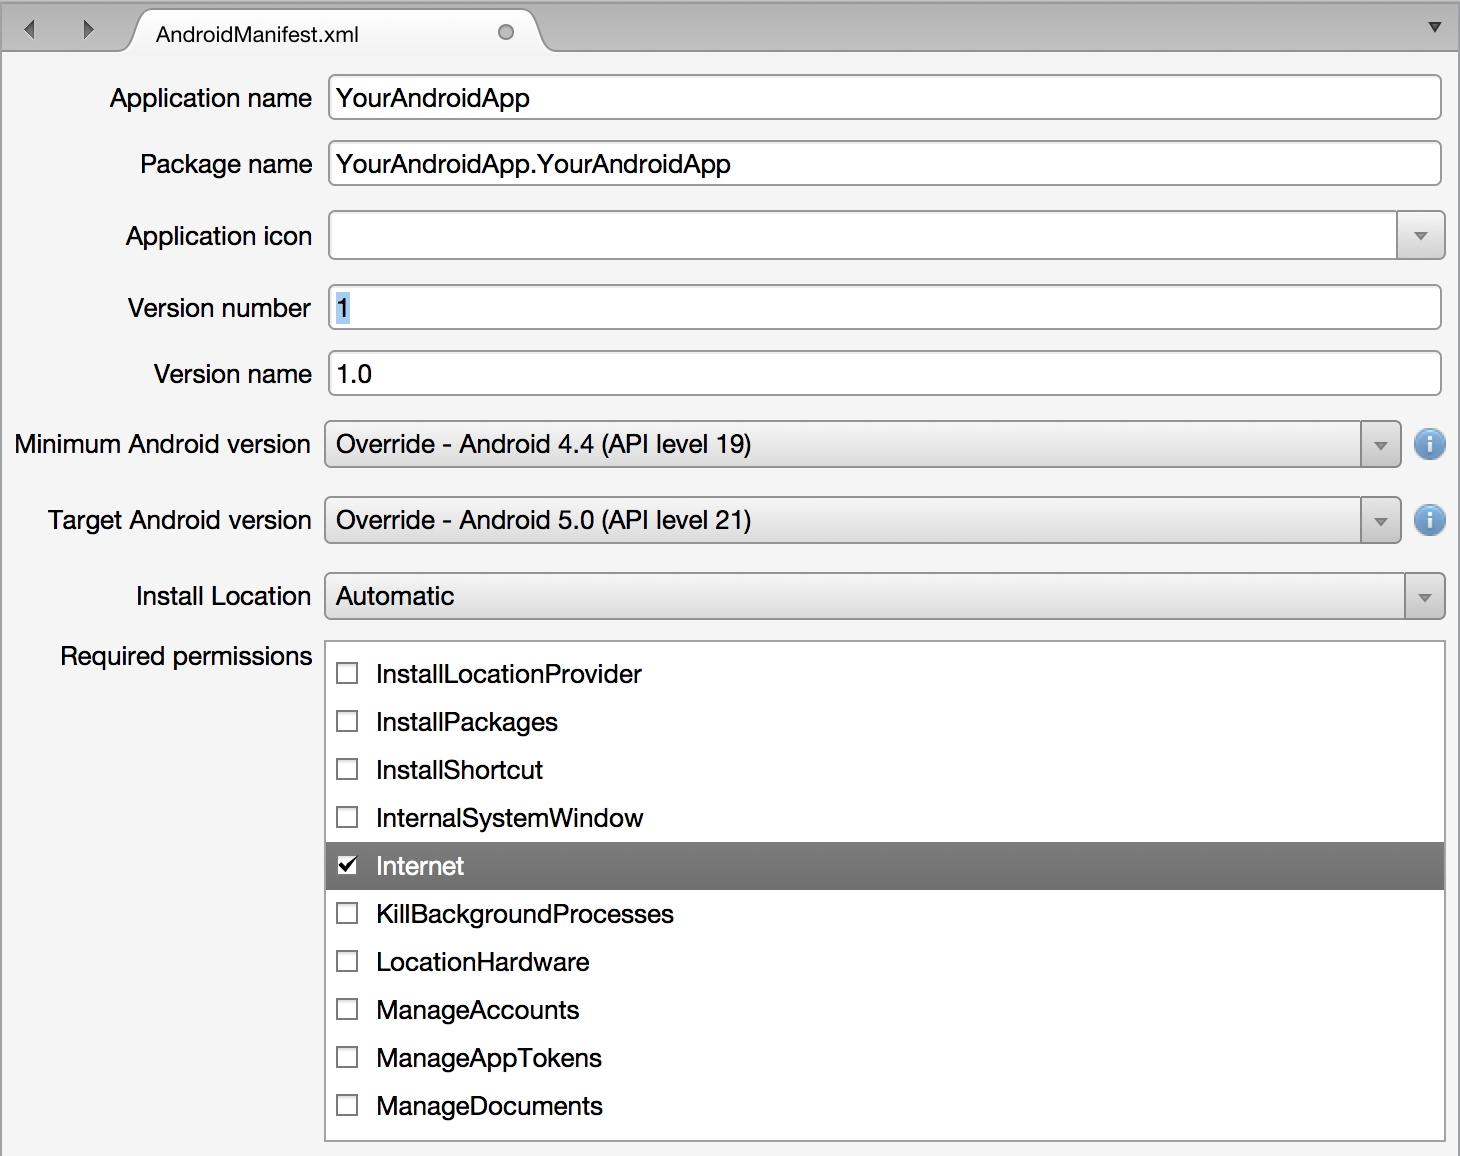 AndroidManifest.xml
Application name YourAndroidApp
Package name YourAndroidApp.YourAndroidApp
Application icon
Version number 1
Version name 1.0
Minimum Android version Override - Android 4.4 (API level 19)
Target Android version Override - Android 5.0 (API level 21)
Install Location Automatic
Required permissions
InstallLocationProvider
InstallPackages
InstallShortcut
InternalSystemWindow
Internet
KillBackgroundProcesses
LocationHardware
ManageAccounts
ManageAppTokens
ManageDocuments